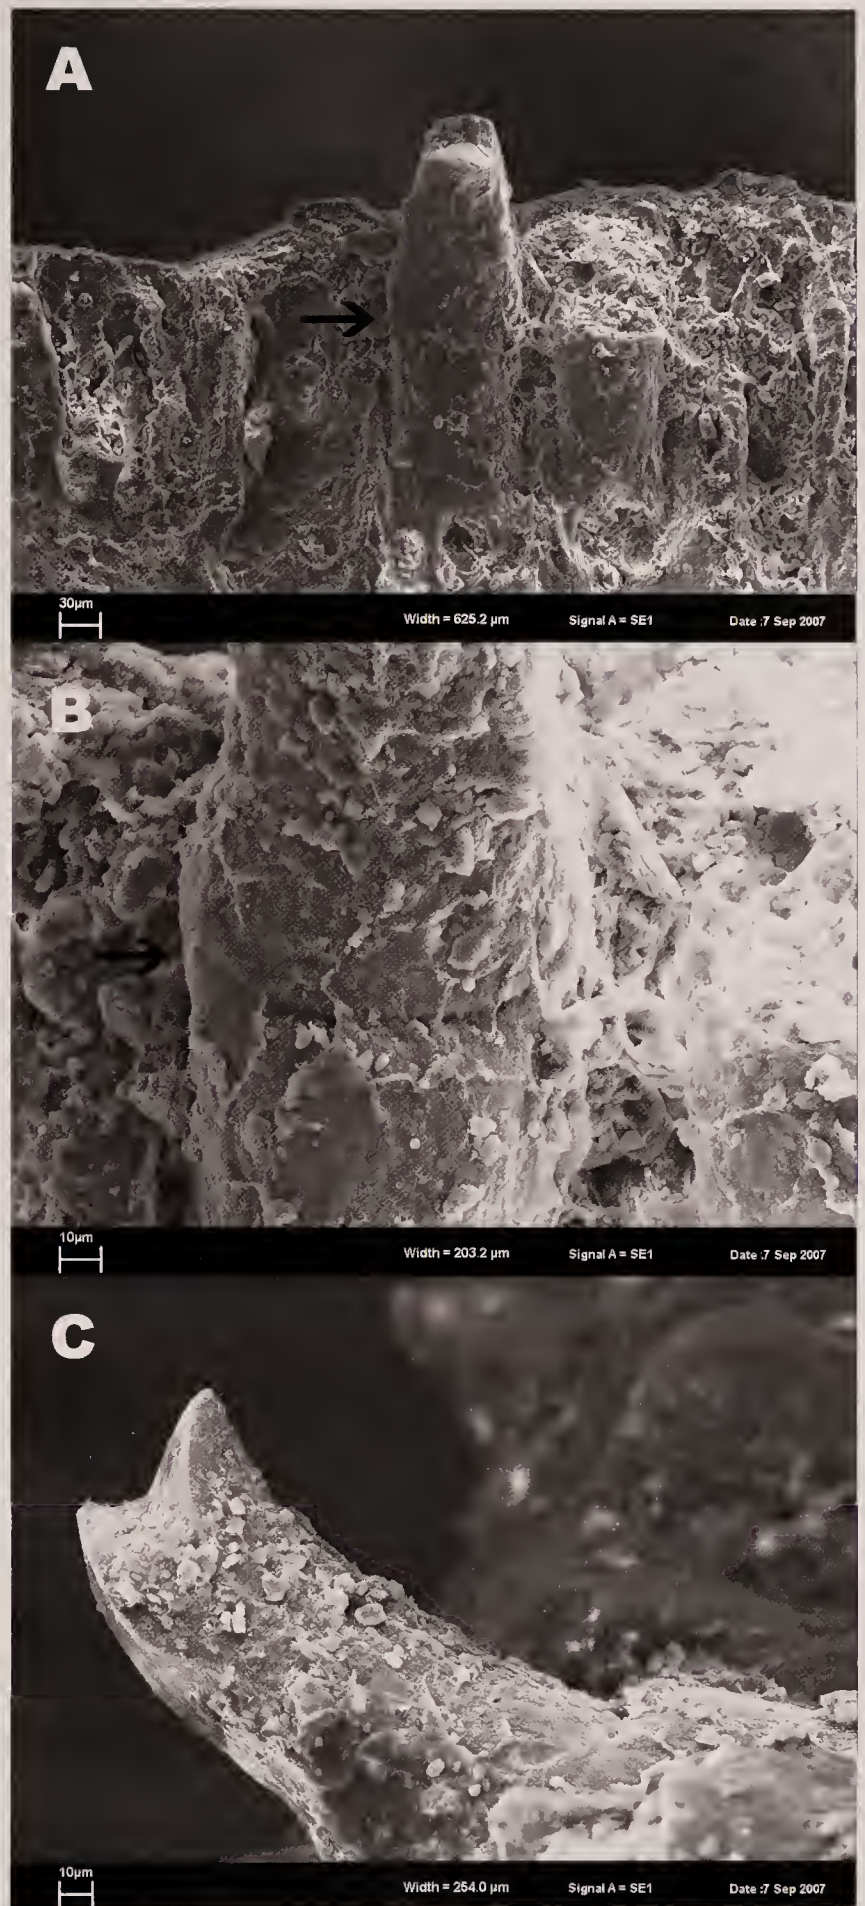 A
30µm
Width = 625.2 µm Signal A = SE1 Date :7 Sep 2007
B
10µm
Width = 203.2 µm Signal A = SE1 Date :7 Sep 2007
C
10µm
Width = 254.0 µm Signal A = SE1 Date :7 Sep 2007